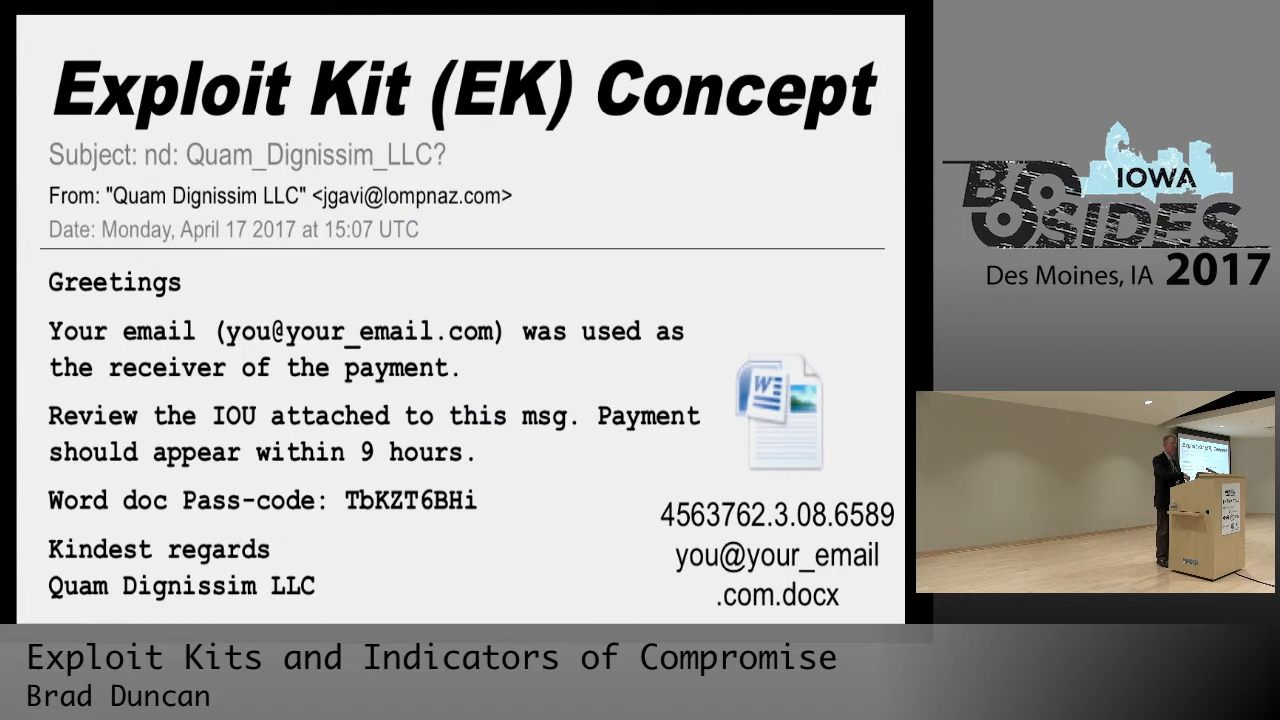 Exploit Kit (EK) Concept
Subject: nd: Quam_Dignissim_LLC?
From: "Quam Dignissim LLC" <jgavi@lompnaz.com>
Date: Monday, April 17 2017 at 15:07 UTC
Greetings
Your email (you@your_email.com) was used as
the receiver of the payment.
Review the IOU attached to this msg. Payment
should appear within 9 hours.
Word doc Pass-code: TbKZT6BHi
Kindest regards
Quam Dignissim LLC
W
4563762.3.08.6589
you@your_email
.com.docx
IOWA
BSIDES
Des Moines, IA 2017
Exploit Kit (EK) Concept
Exploit Kits and Indicators of Compromise
Brad Duncan